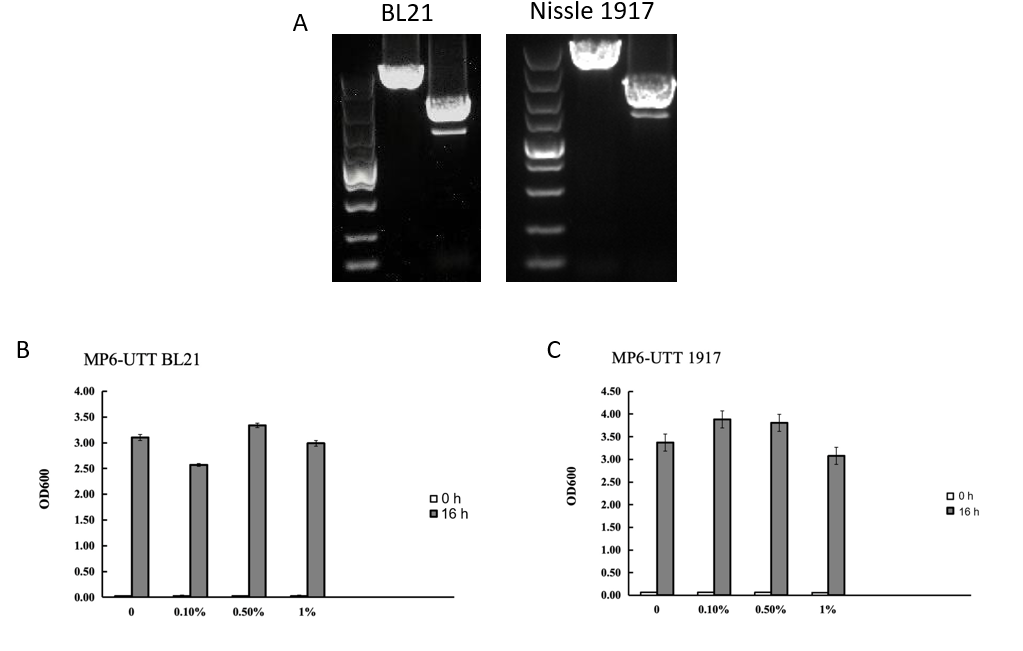 A
BL21
Nissle 1917
B
MP6-UTT BL21
4.00
3.50
3.00
2.50
2.00
1.50
1.00
0.50
0.00
OD600
0 0.10% 0.50% 1%
0 h
16 h
C
MP6-UTT 1917
4.50
4.00
3.50
3.00
2.50
2.00
1.50
1.00
0.50
0.00
OD600
0 0.10% 0.50% 1%
0 h
16 h